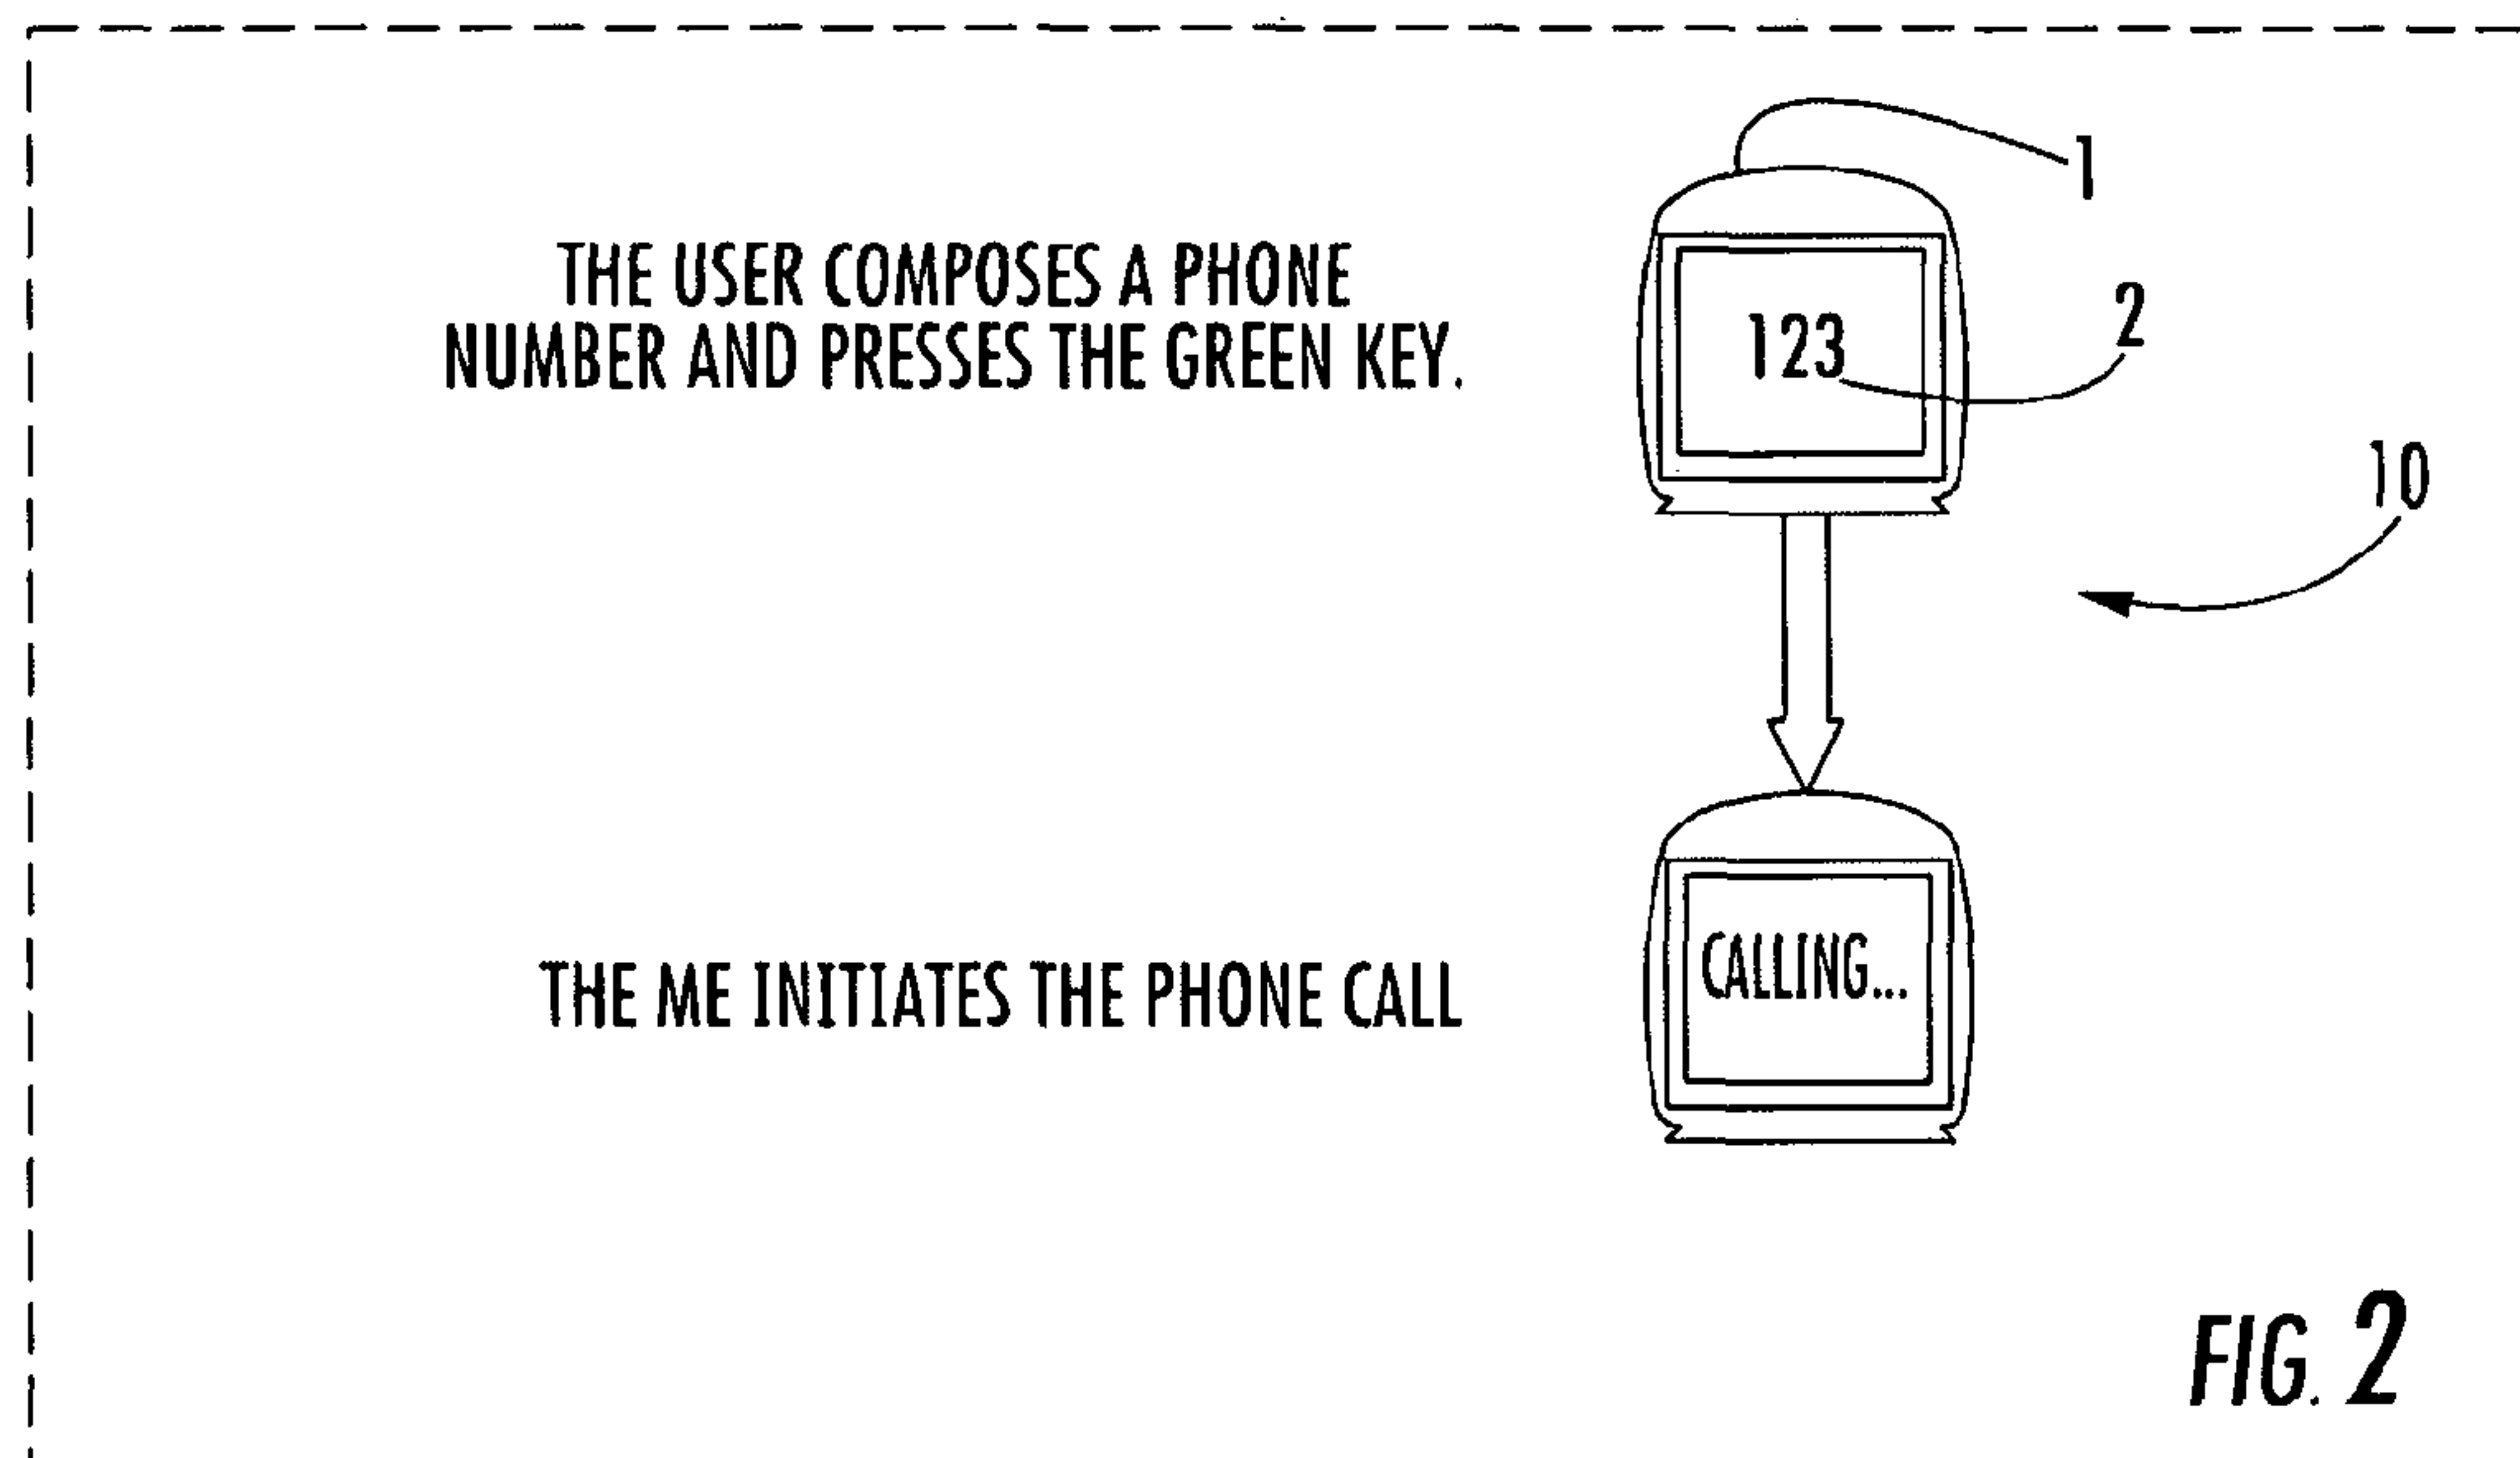 1
THE USER COMPOSES A PHONE
NUMBER AND PRESSES THE GREEN KEY.
123
2
10
THE ME INITIATES THE PHONE CALL
CALLING...
FIG. 2